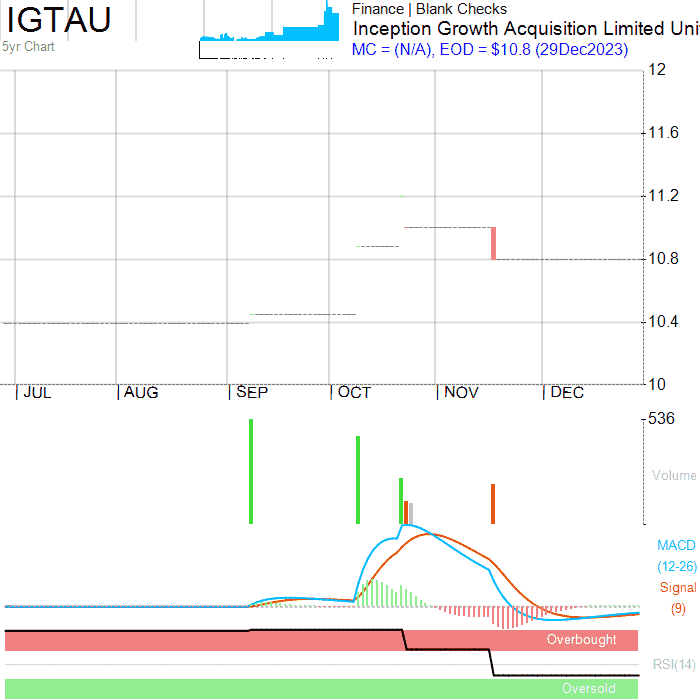 IGTAU
5yr Chart
Finance | Blank Checks
Inception Growth Acquisition Limited Uni
MC = (N/A), EOD = $10.8 (29Dec2023)
12
11.6
11.2
10.8
10.4
10
| JUL | AUG | SEP | OCT | NOV | DEC
536
Volume
MACD
(12-26)
Signal
(9)
Overbought
RSI(14)
Oversold